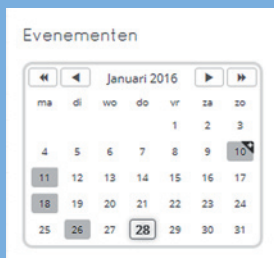 Evenementen
Januari 2016
ma di wo do vr za zo
1 2 3
4 5 6 7 8 9 10
11 12 13 14 15 16 17
18 19 20 21 22 23 24
25 26 27 28 29 30 31